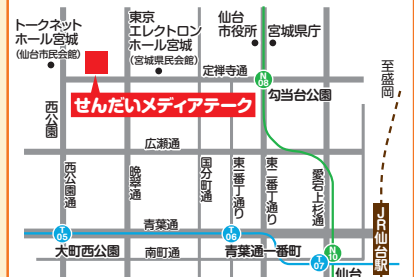 トークネット
ホール宮城
(仙台市民会館)
東京
エレクトロン
ホール宮城
(宮城県民会館)
仙台
市役所
宮城県庁
至盛岡
定禅寺通
N
08
勾当台公園
せんだいメディアテーク
西公園
広瀬通
西公園通
晩翠通
国分町通
東一番丁通り
東二番丁通り
愛宕上杉通
JR仙台駅
青葉通
T
05
T
06
N
10
大町西公園
南町通
青葉通一番町
T
07
仙台